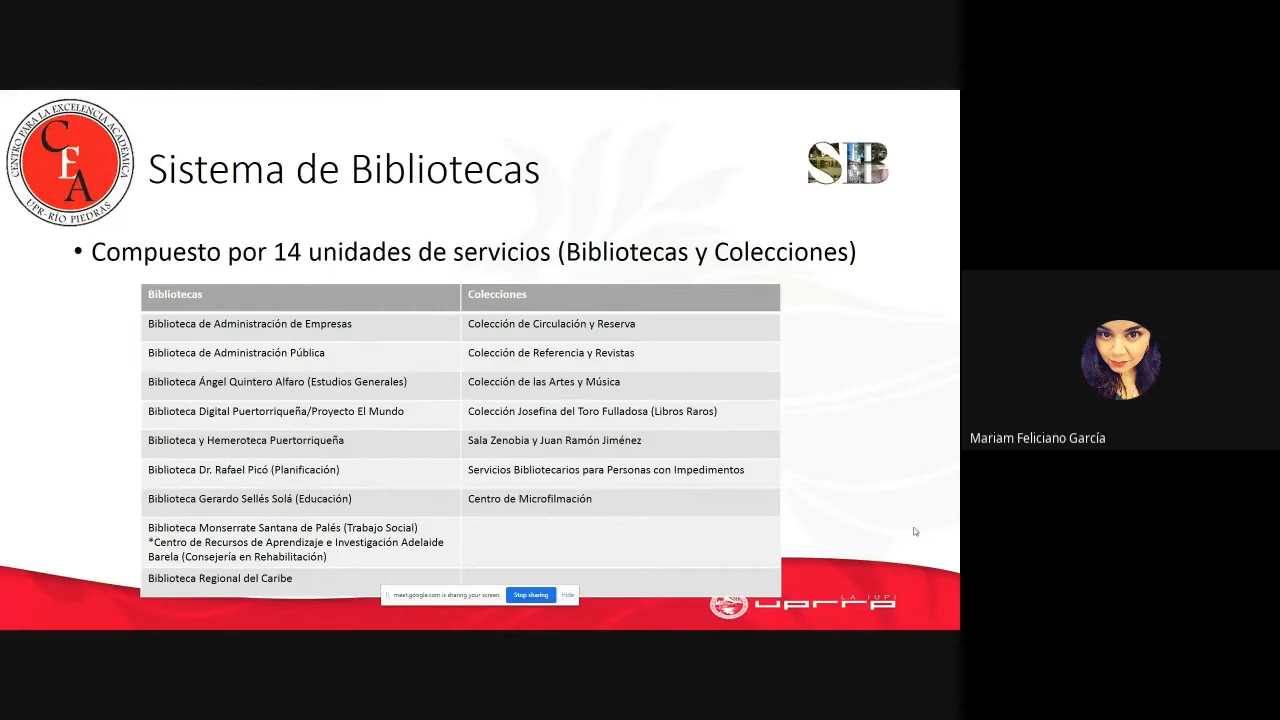 CENTRO PARA LA EXCELENCIA ACADÉMICA
CEA
UPR-RÍO PIEDRAS
Sistema de Bibliotecas
SB
• Compuesto por 14 unidades de servicios (Bibliotecas y Colecciones)
Bibliotecas Colecciones
Biblioteca de Administración de Empresas Colección de Circulación y Reserva
Biblioteca de Administración Pública Colección de Referencia y Revistas
Biblioteca Ángel Quintero Alfaro (Estudios Generales) Colección de las Artes y Música
Biblioteca Digital Puertorriqueña/Proyecto El Mundo Colección Josefina del Toro Fulladosa (Libros Raros)
Biblioteca y Hemeroteca Puertorriqueña Sala Zenobia y Juan Ramón Jiménez
Biblioteca Dr. Rafael Picó (Planificación) Servicios Bibliotecarios para Personas con Impedimentos
Biblioteca Gerardo Sellés Solá (Educación) Centro de Microfilmación
Biblioteca Monserrate Santana de Palés (Trabajo Social)
*Centro de Recursos de Aprendizaje e Investigación Adelaide
Barela (Consejería en Rehabilitación)
Biblioteca Regional del Caribe
meet.google.com is sharing your screen. Stop sharing Hide
LA IUPI
uprrp
Mariam Feliciano García